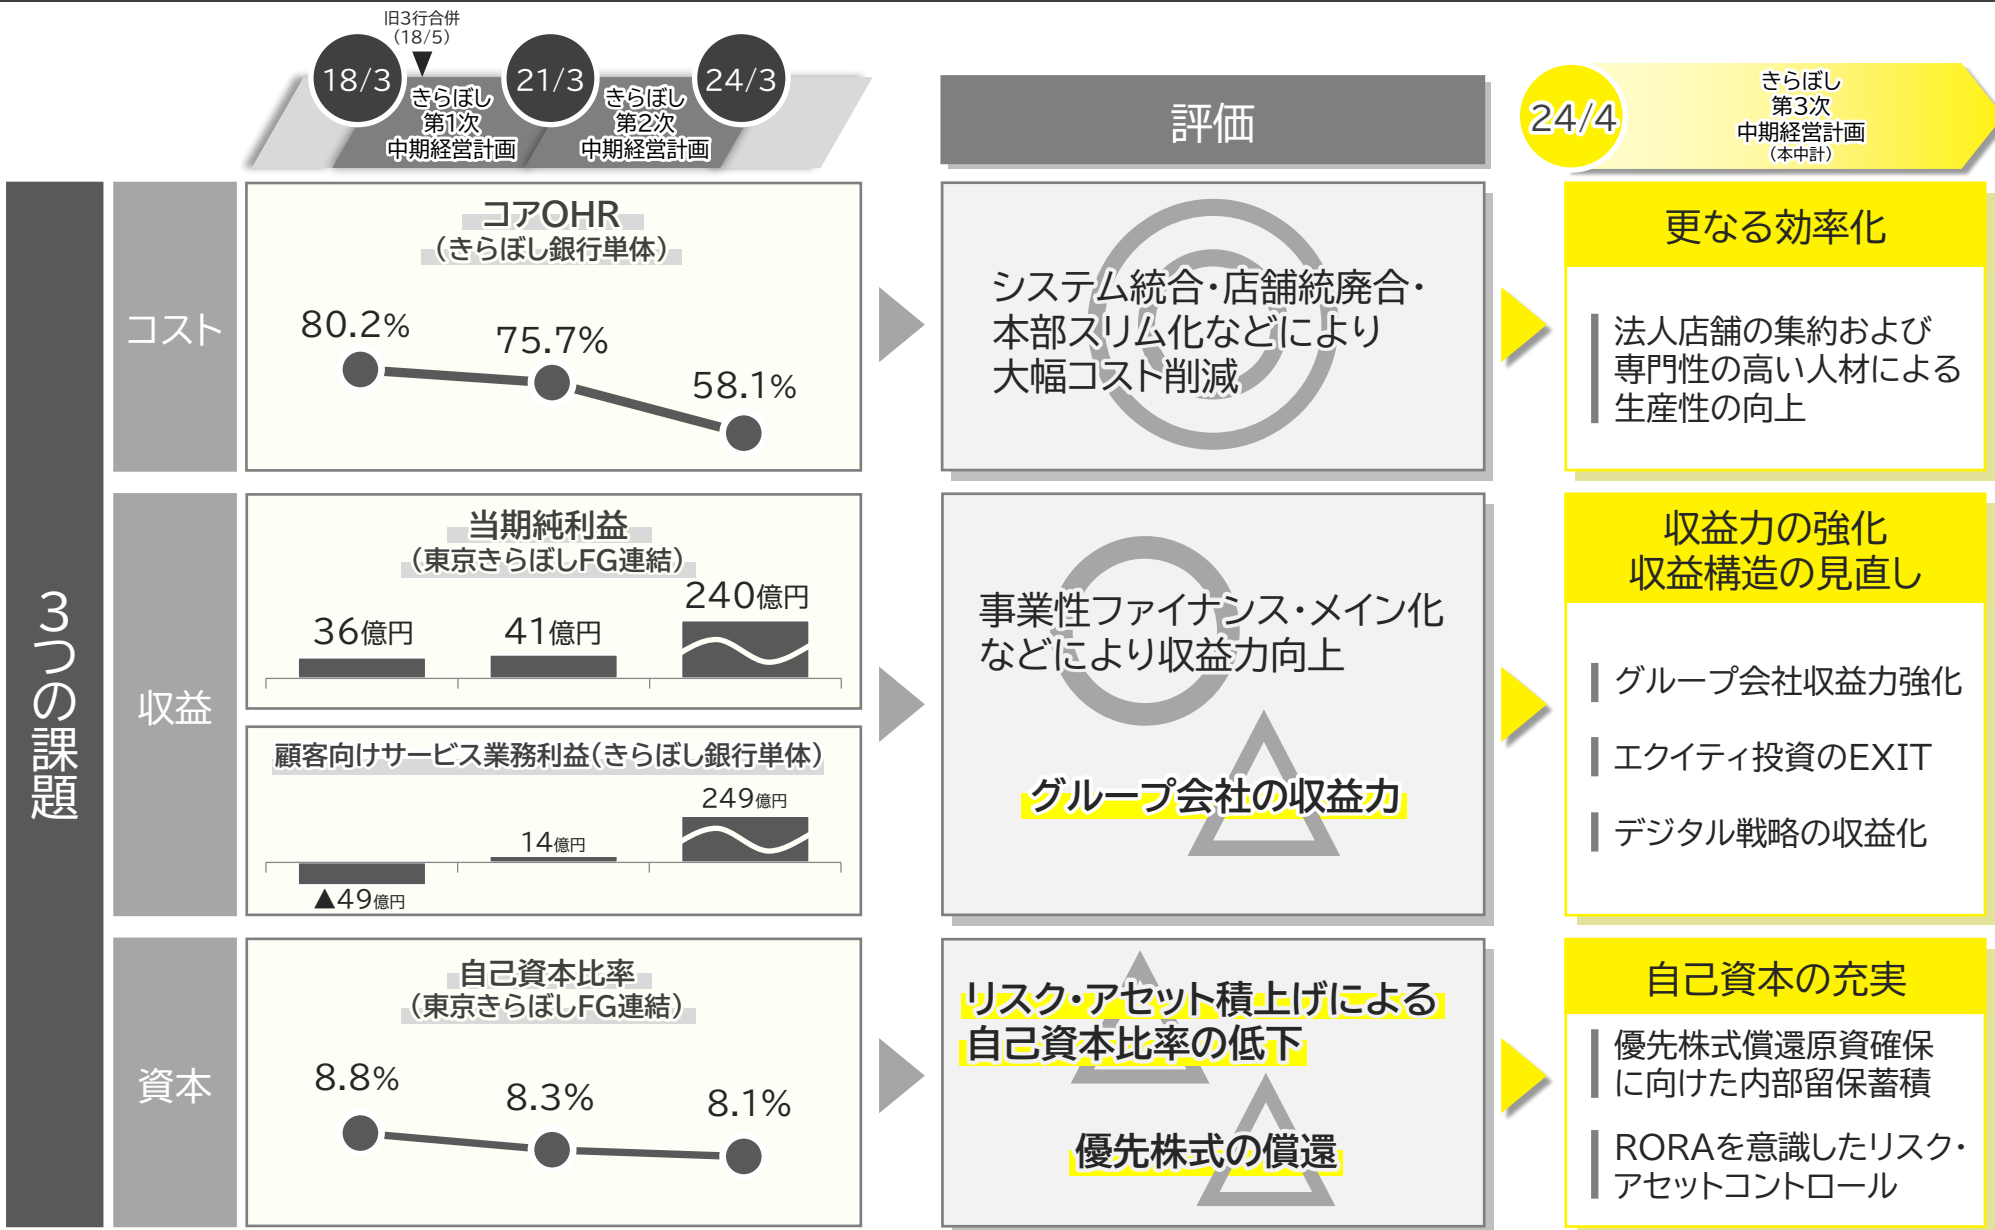 旧3行合併
(18/5)
18/3
21/3
24/3
きらぼし
第1次
中期経営計画
きらぼし
第2次
中期経営計画
評価
24/4
きらぼし
第3次
中期経営計画
(本中計)
3つの課題
コスト
コアOHR
(きらぼし銀行単体)
80.2%
75.7%
58.1%
システム統合・店舗統廃合・
本部スリム化などにより
大幅コスト削減
更なる効率化
法人店舗の集約および
専門性の高い人材による
生産性の向上
収益
当期純利益
(東京きらぼしFG連結)
36億円
41億円
240億円
顧客向けサービス業務利益(きらぼし銀行単体)
▲49億円
14億円
249億円
事業性ファイナンス・メイン化
などにより収益力向上
グループ会社の収益力
収益力の強化
収益構造の見直し
グループ会社収益力強化
エクイティ投資のEXIT
デジタル戦略の収益化
資本
自己資本比率
(東京きらぼしFG連結)
8.8%
8.3%
8.1%
リスク・アセット積上げによる
自己資本比率の低下
優先株式の償還
自己資本の充実
優先株式償還原資確保
に向けた内部留保蓄積
RORAを意識したリスク・
アセットコントロール